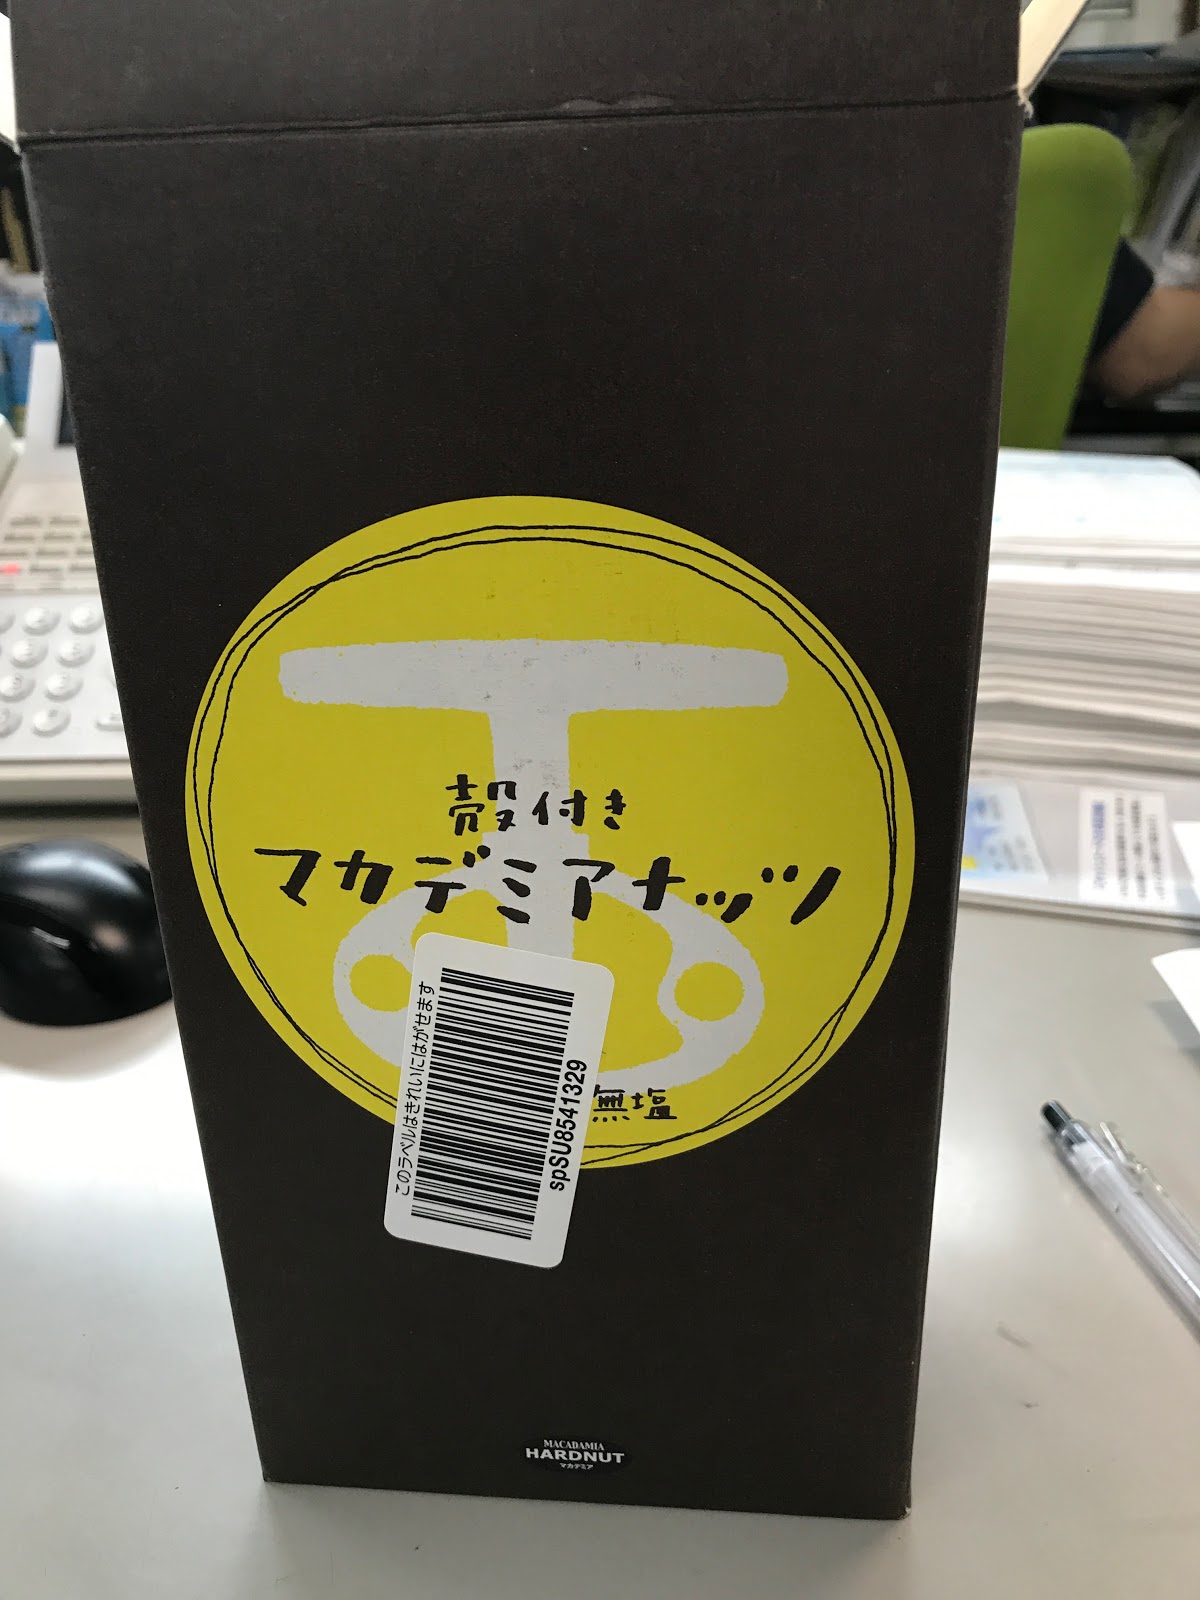 殻付き
マカデミアナッツ
このラベルはきれいにはがせます
spSU8541329
無塩
MACADAMIA
HARDNUT
マカデミア